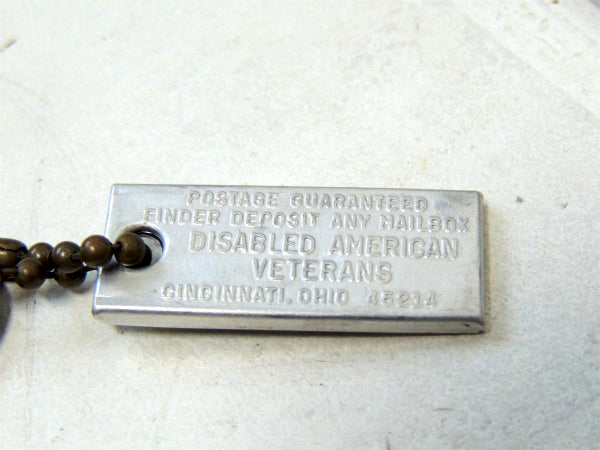 POSTAGE GUARANTEED
FINDER DEPOSIT ANY MAILBOX
DISABLED AMERICAN
VETERANS
CINCINNATI, OHIO 45214